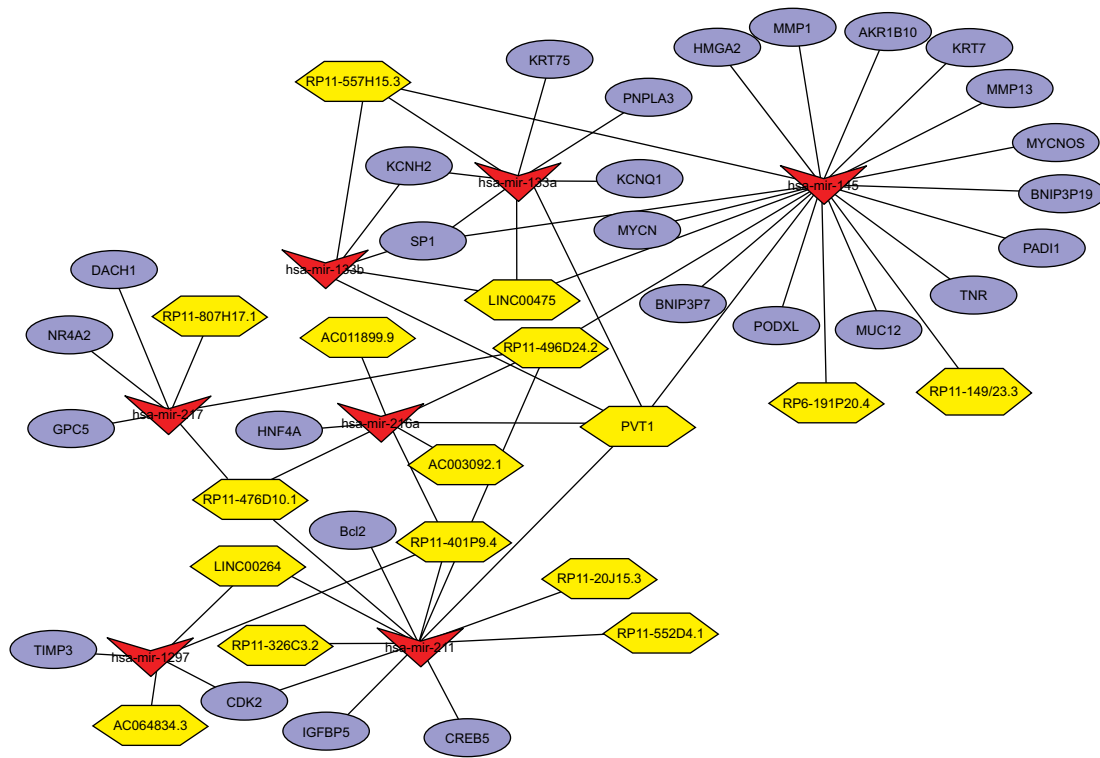 MMP1
AKR1B10
HMGA2
KRT7
KRT75
RP11-557H15.3
MMP13
PNPLA3
MYCNOS
KCNH2
hsa-mir-133a
KCNQ1
hsa-mir-145
BNIP3P19
MYCN
SP1
PADI1
DACH1
hsa-mir-133b
LINC00475
BNIP3P7
TNR
RP11-807H17.1
PODXL
MUC12
NR4A2
AC011899.9
RP11-496D24.2
RP11-149/23.3
RP6-191P20.4
hsa-mir-217
hsa-mir-216a
GPC5
HNF4A
PVT1
AC003092.1
RP11-476D10.1
Bcl2
RP11-401P9.4
LINC00264
RP11-20J15.3
RP11-552D4.1
RP11-326C3.2
hsa-mir-211
TIMP3
hsa-mir-1297
CDK2
AC064834.3
IGFBP5
CREB5